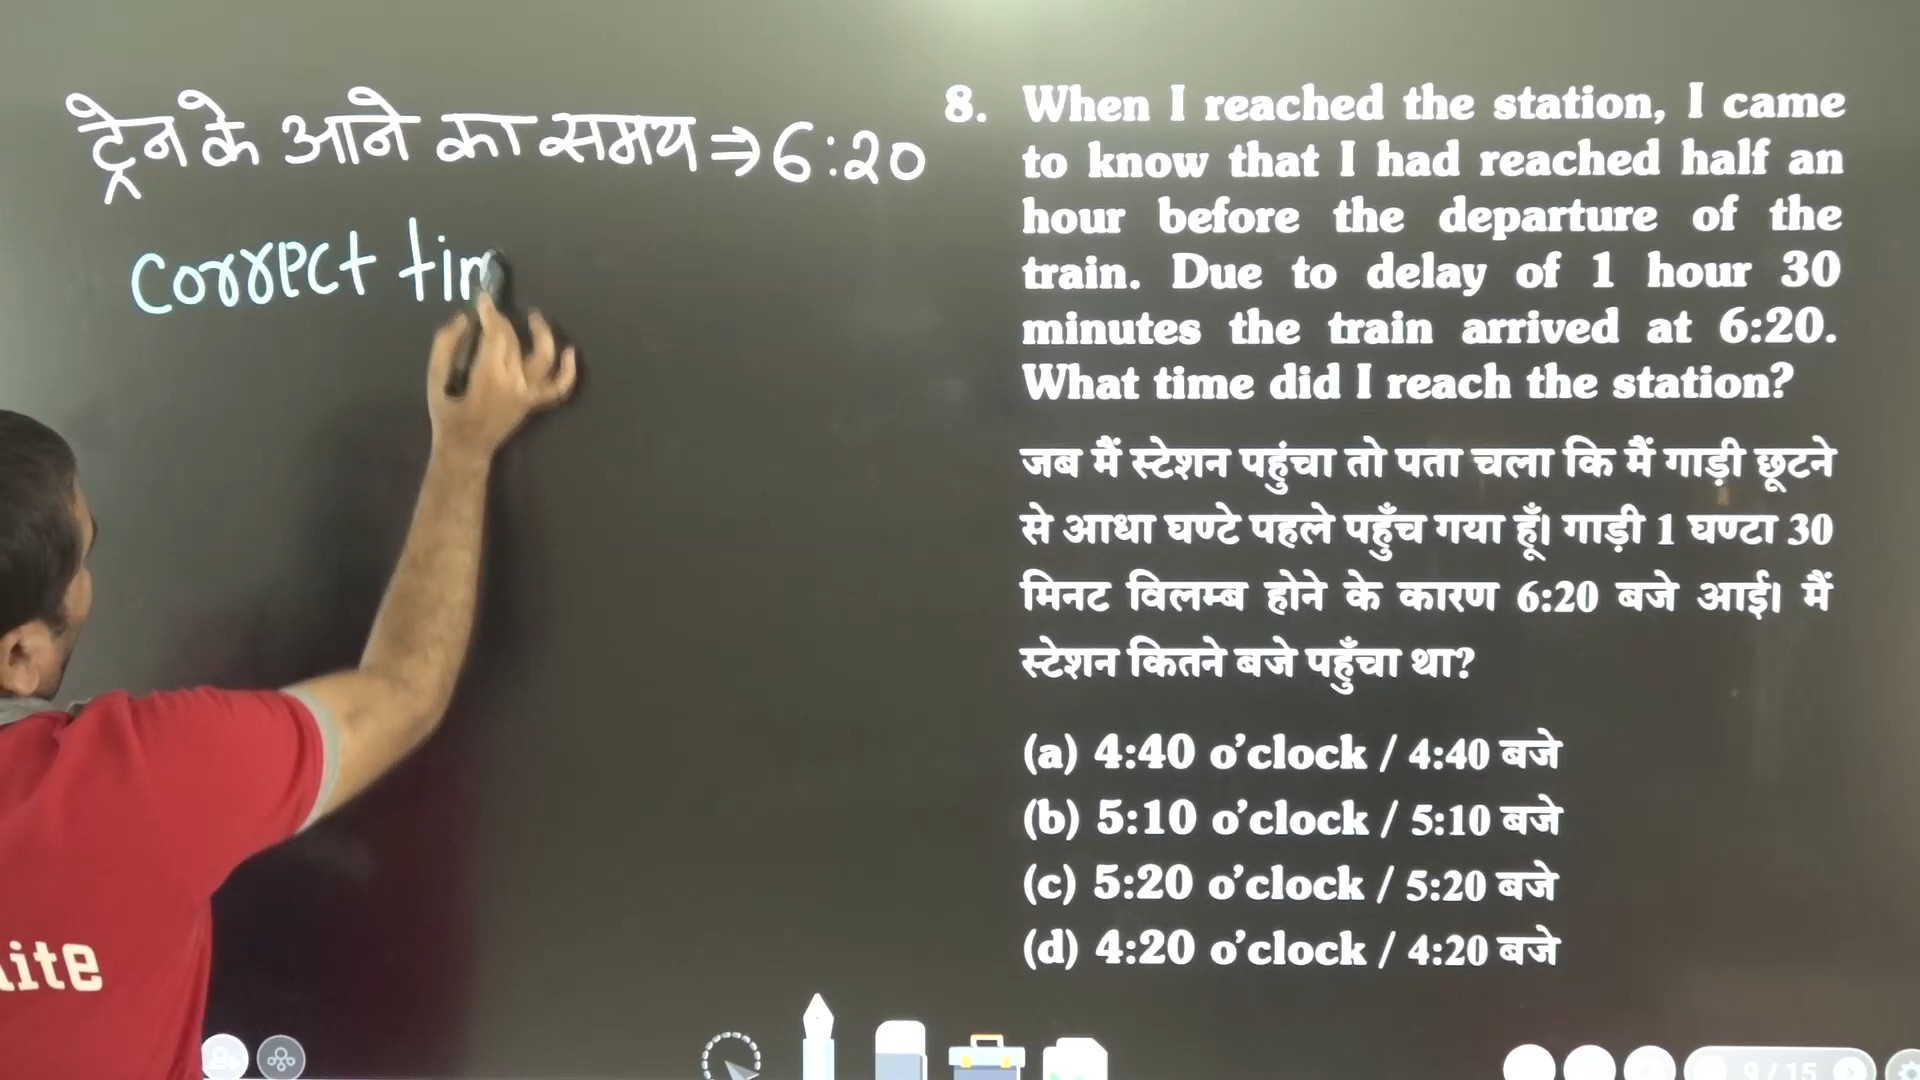 ट्रेन के आने का समय ⇒ 6:20
correct tim
8. When I reached the station, I came
to know that I had reached half an
hour before the departure of the
train. Due to delay of 1 hour 30
minutes the train arrived at 6:20.
What time did I reach the station?
जब मैं स्टेशन पहुंचा तो पता चला कि मैं गाड़ी छूटने
से आधा घण्टे पहले पहुँच गया हूँ। गाड़ी 1 घण्टा 30
मिनट विलम्ब होने के कारण 6:20 बजे आई। मैं
स्टेशन कितने बजे पहुँचा था?
(a) 4:40 o’clock / 4:40 बजे
(b) 5:10 o’clock / 5:10 बजे
(c) 5:20 o’clock / 5:20 बजे
(d) 4:20 o’clock / 4:20 बजे
9/15